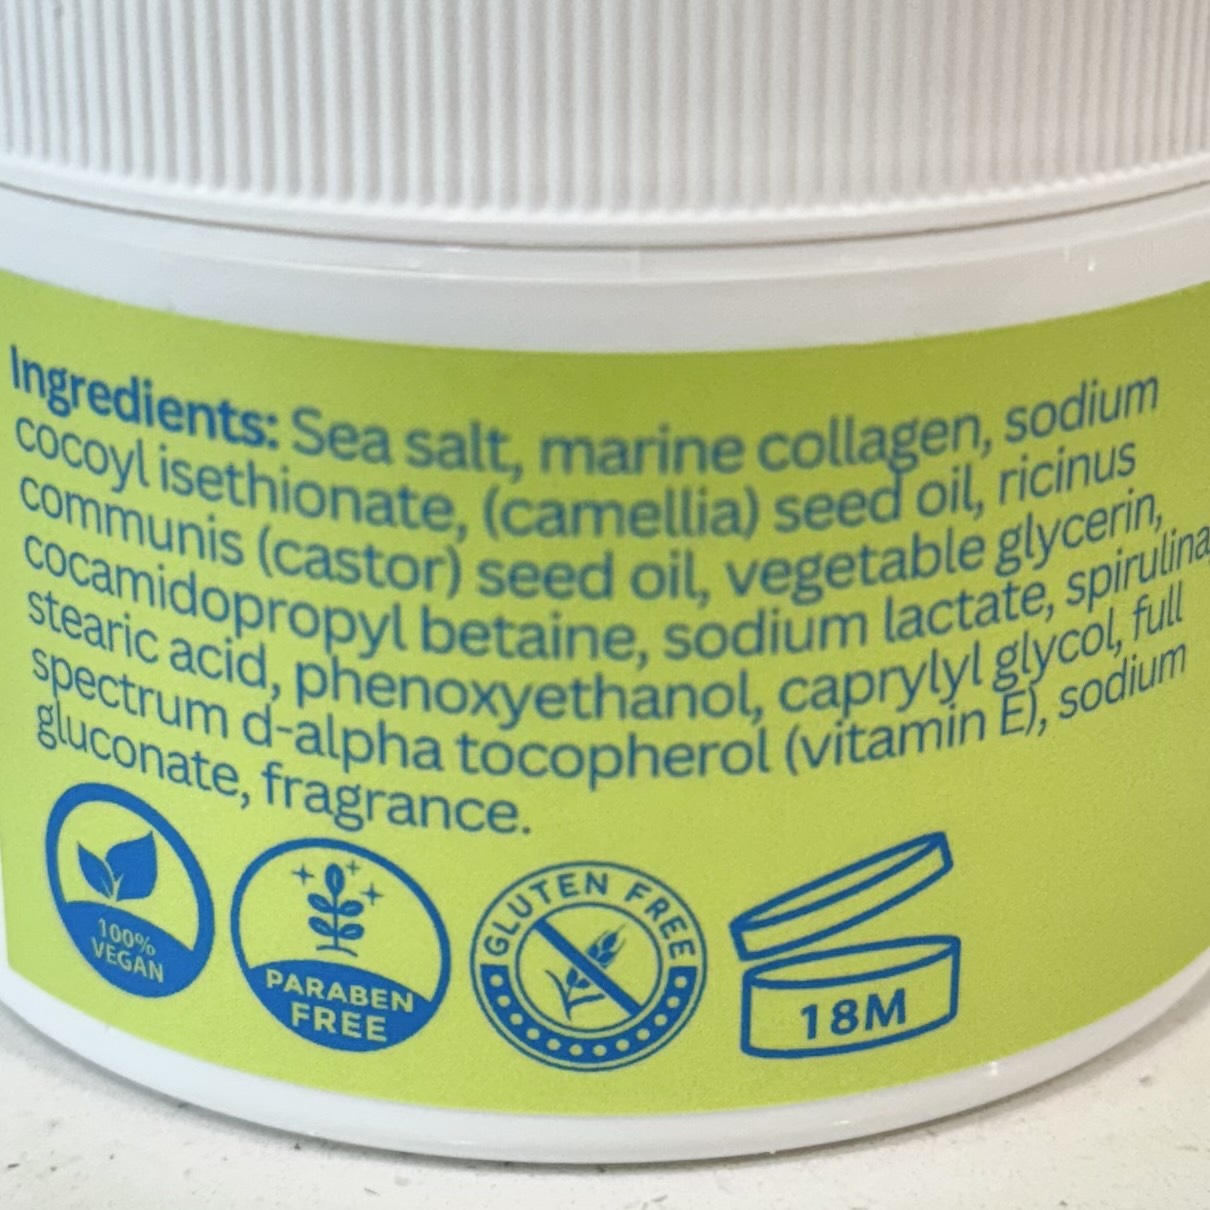 Ingredients: Sea salt, marine collagen, sodium
cocoyl isethionate, (camellia) seed oil, ricinus
communis (castor) seed oil, vegetable glycerin,
cocamidopropyl betaine, sodium lactate, spirulina,
stearic acid, phenoxyethanol, caprylyl glycol, full
spectrum d-alpha tocopherol (vitamin E), sodium
gluconate, fragrance.
100%
VEGAN
PARABEN
FREE
GLUTEN FREE
18M